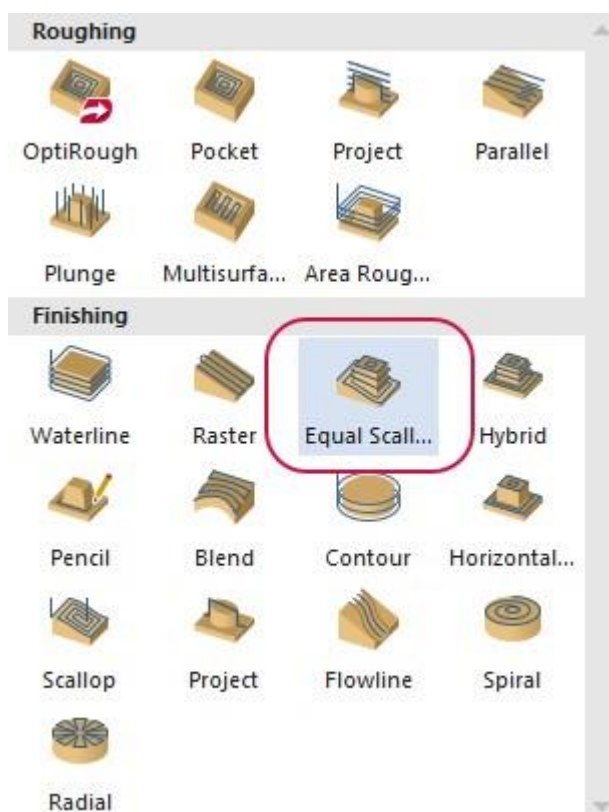 Roughing
OptiRough Pocket Project Parallel
Plunge Multisurfa... Area Roug...
Finishing
Waterline Raster Equal Scall... Hybrid
Pencil Blend Contour Horizontal...
Scallop Project Flowline Spiral
Radial